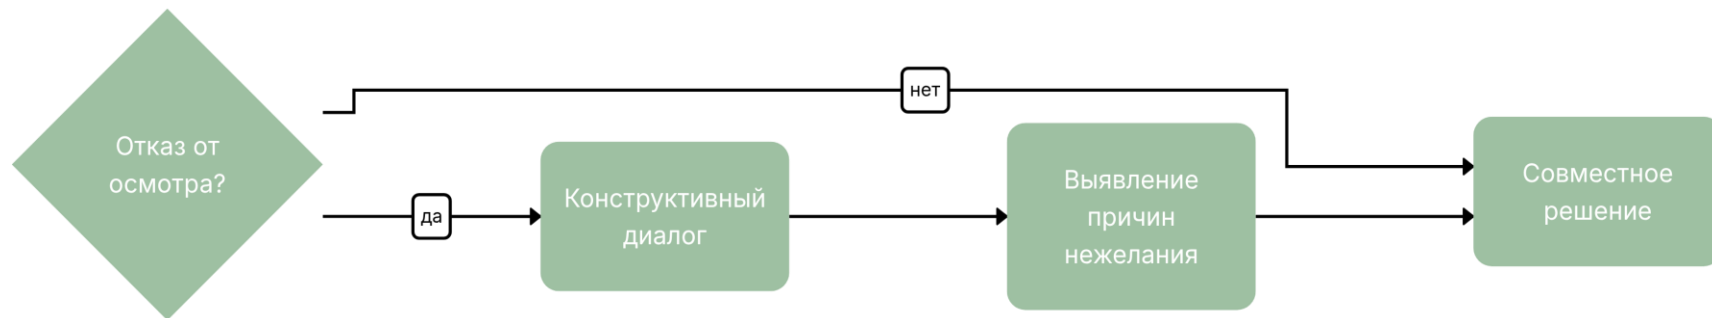 Отказ от
осмотра?
нет
да
Конструктивный
диалог
Выявление
причин
нежелания
Совместное
решение